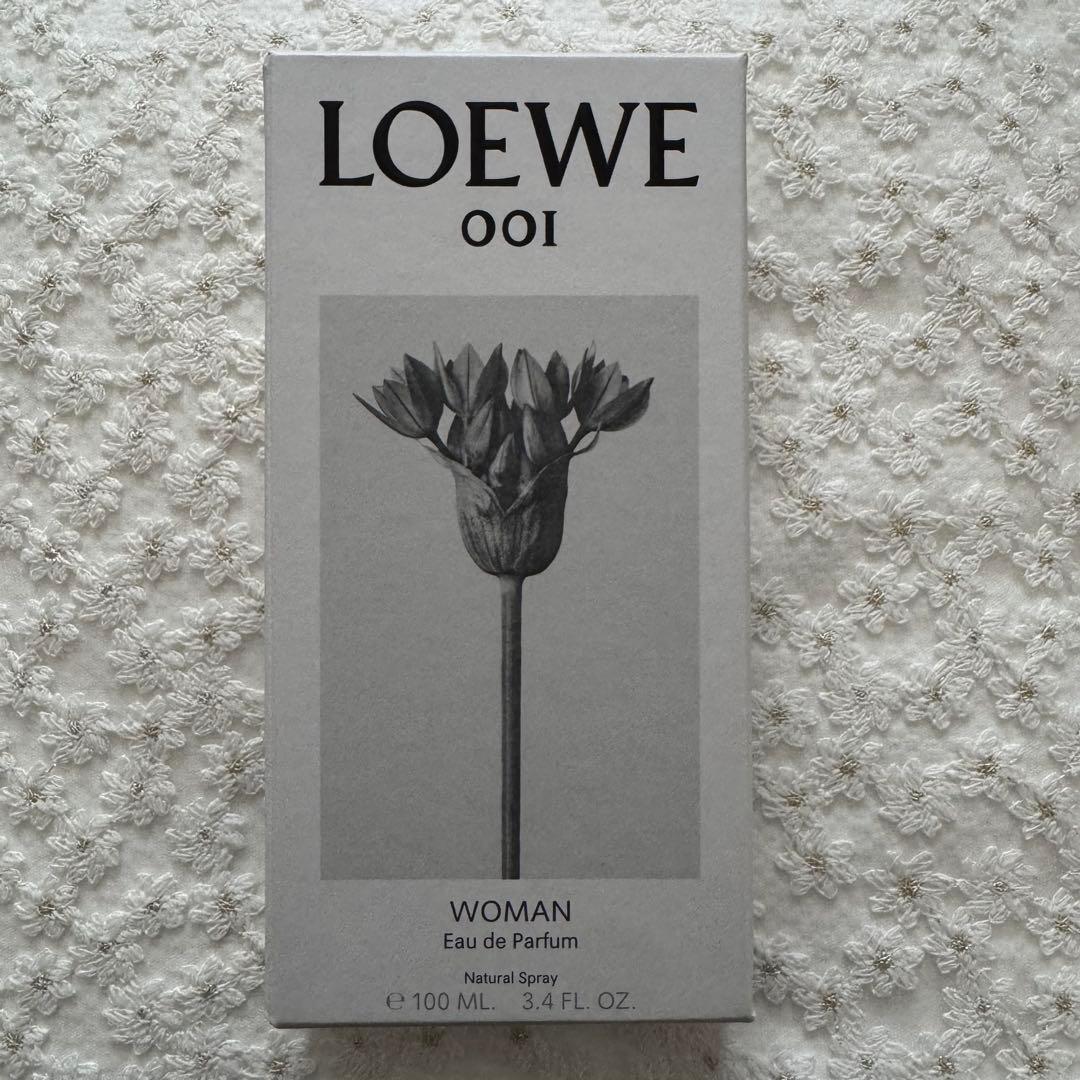 LOEWE
001
WOMAN
Eau de Parfum
Natural Spray
℮ 100 ML. 3.4 FL. OZ.